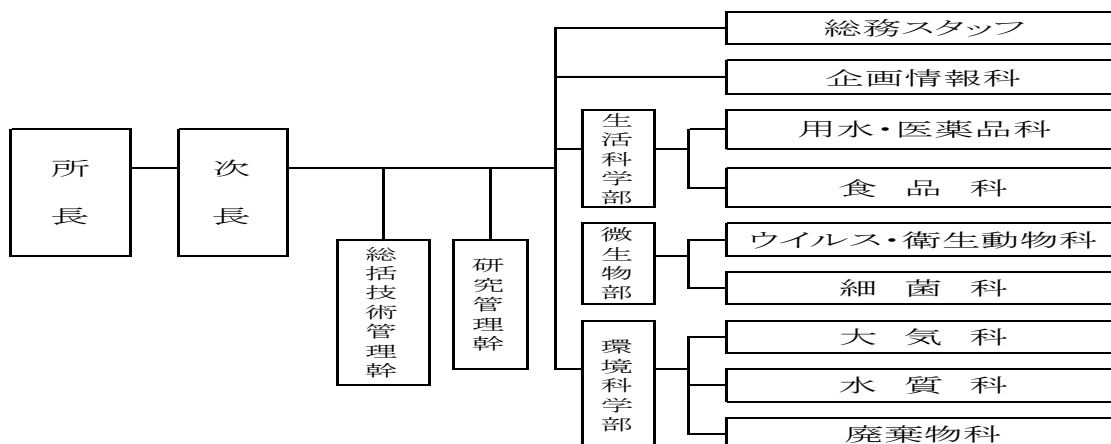 所長
次長
総括技術管理幹
研究管理幹
総務スタッフ
企画情報科
生活科学部
用水・医薬品科
食品科
微生物部
ウイルス・衛生動物科
細菌科
環境科学部
大気科
水質科
廃棄物科